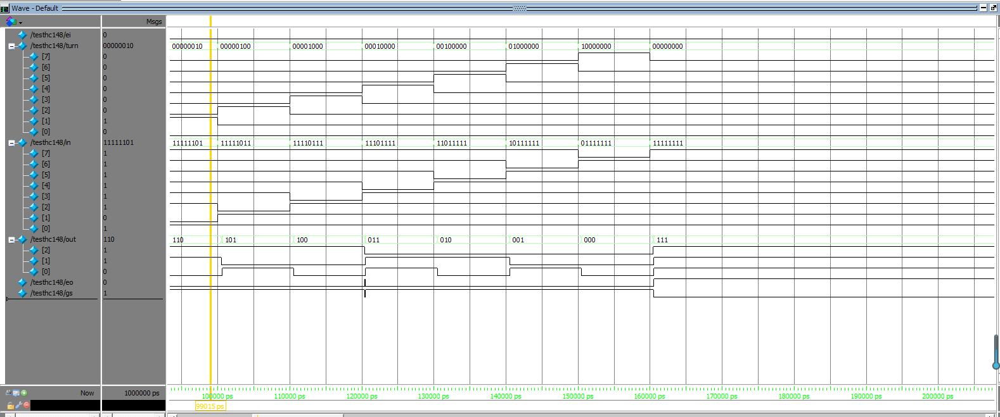 Wave - Default
Msgs
/testhc148/ei 0
/testhc148/turn 00000010 00000010 00000100 00001000 00010000 00100000 01000000 10000000 00000000
[7] 0
[6] 0
[5] 0
[4] 0
[3] 0
[2] 0
[1] 1
[0] 0
/testhc148/in 11111101 11111101 11111011 11110111 11101111 11011111 10111111 01111111 11111111
[7] 1
[6] 1
[5] 1
[4] 1
[3] 1
[2] 1
[1] 0
[0] 1
/testhc148/out 110 110 101 100 011 010 001 000 111
[2] 1
[1] 1
[0] 0
/testhc148/eo 0
/testhc148/gs 1
Now 1000000 ps 100000 ps 110000 ps 120000 ps 130000 ps 140000 ps 150000 ps 160000 ps 170000 ps 180000 ps 190000 ps 200000 ps
99015 ps